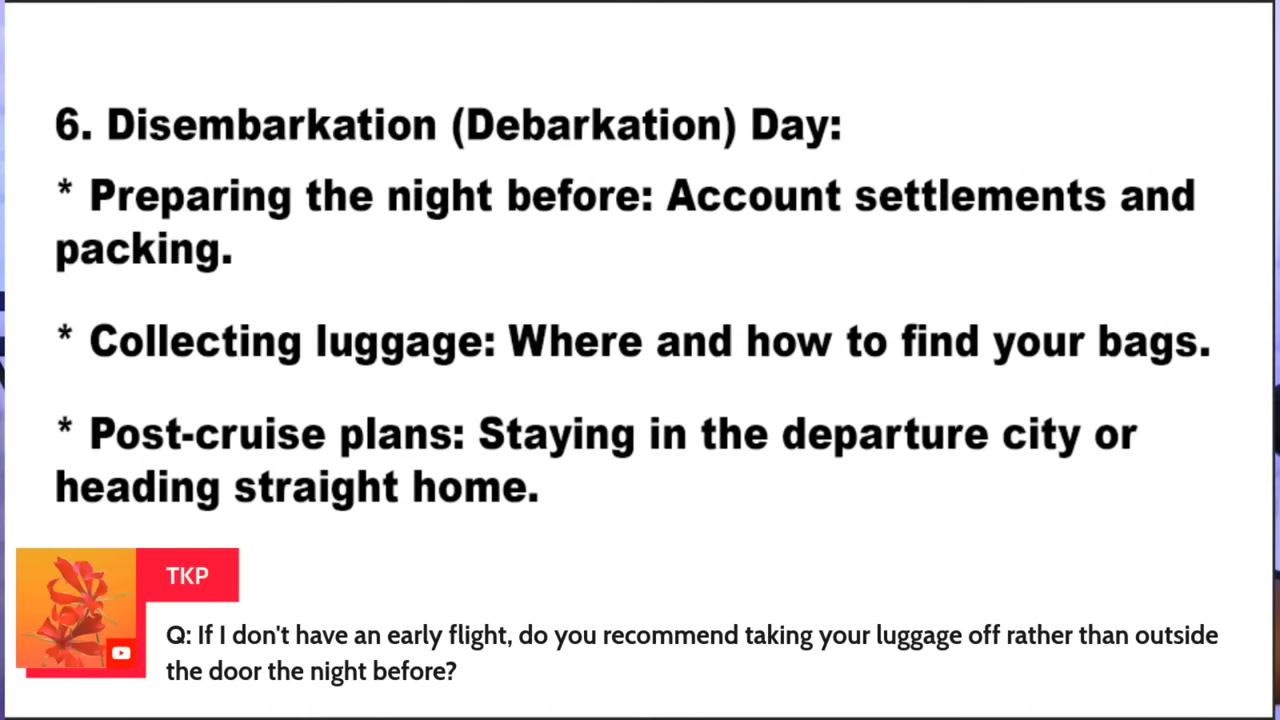 6. Disembarkation (Debarkation) Day:
* Preparing the night before: Account settlements and
packing.
* Collecting luggage: Where and how to find your bags.
* Post-cruise plans: Staying in the departure city or
heading straight home.
TKP
Q: If I don't have an early flight, do you recommend taking your luggage off rather than outside
the door the night before?